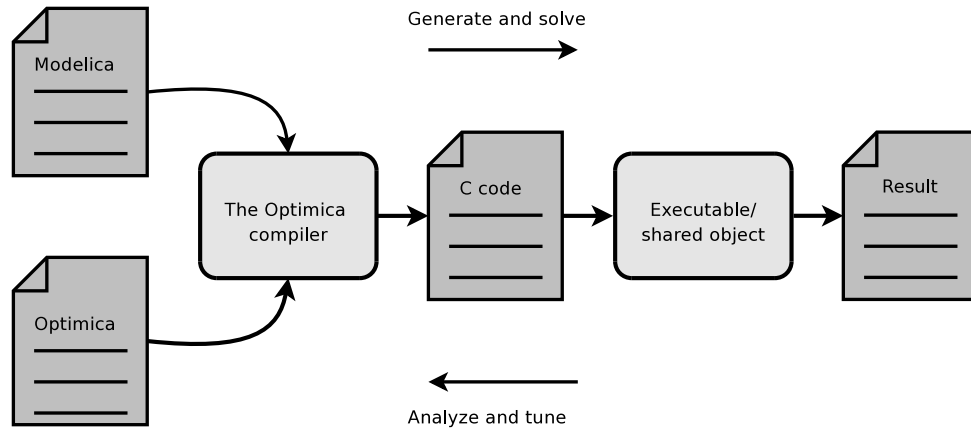 Generate and solve
Modelica
The Optimica
compiler
C code
Executable/
shared object
Result
Optimica
Analyze and tune